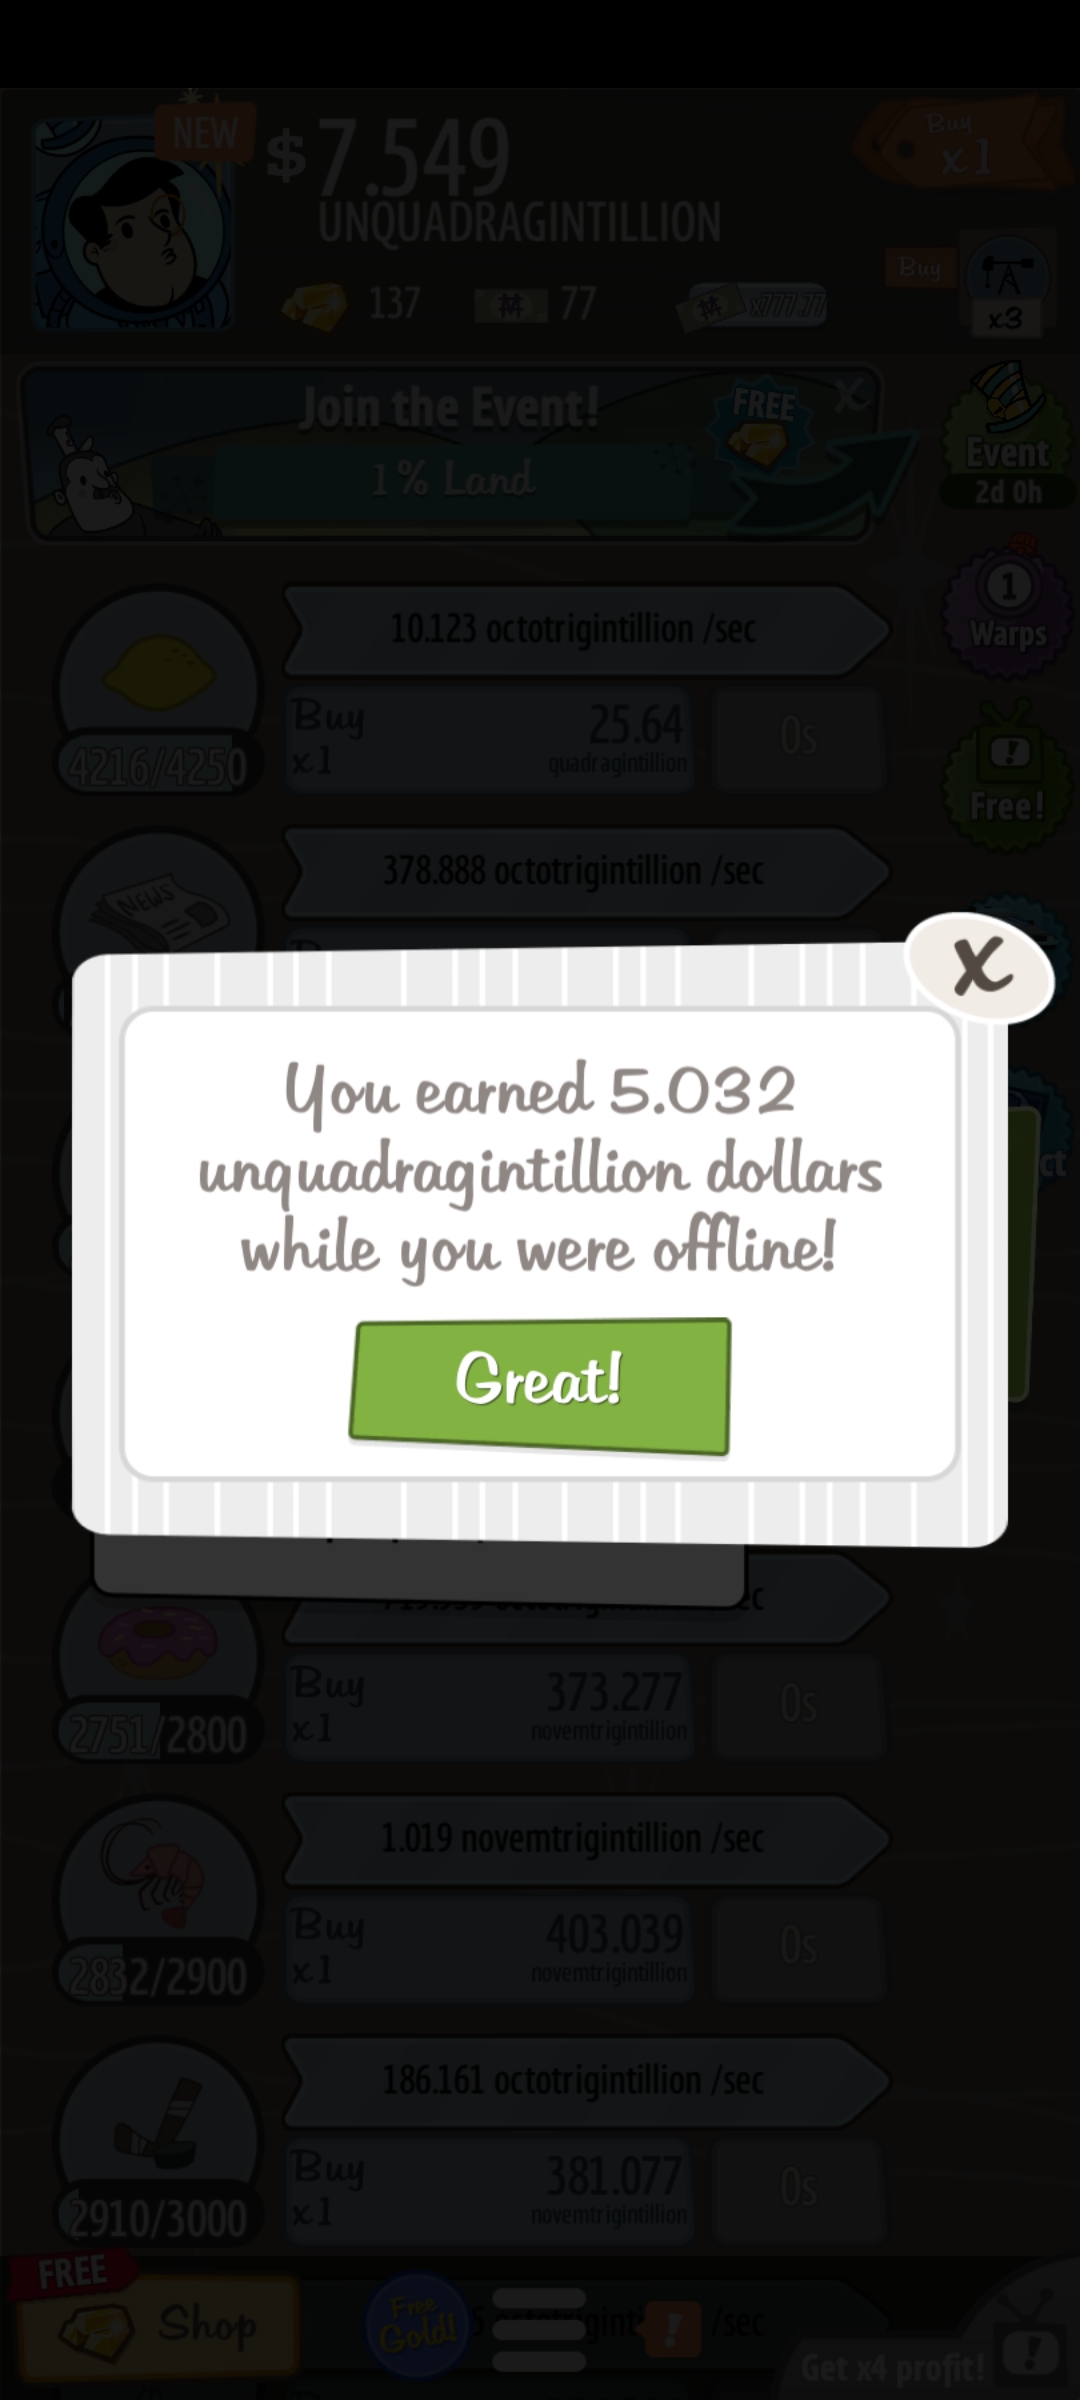 NEW
$7.549
UNQUADRAGINTILLION
Buy
x1
137
77
x777.77
Buy
x3
Join the Event!
1% Land
FREE
X
Event
2d 0h
1
Warps
!
Free!
10.123 octotrigintillion /sec
Buy
x1
25.64
quadragintillion
0s
4216/4250
NEWS
378.888 octotrigintillion /sec
X
You earned 5.032
unquadragintillion dollars
while you were offline!
Great!
ct
Buy
x1
373.277
novemtrigintillion
0s
2751/2800
1.019 novemtrigintillion /sec
Buy
x1
403.039
novemtrigintillion
0s
2832/2900
186.161 octotrigintillion /sec
Buy
x1
381.077
novemtrigintillion
0s
2910/3000
FREE
Shop
Free
Gold!
!
/sec
Get x4 profit!
!